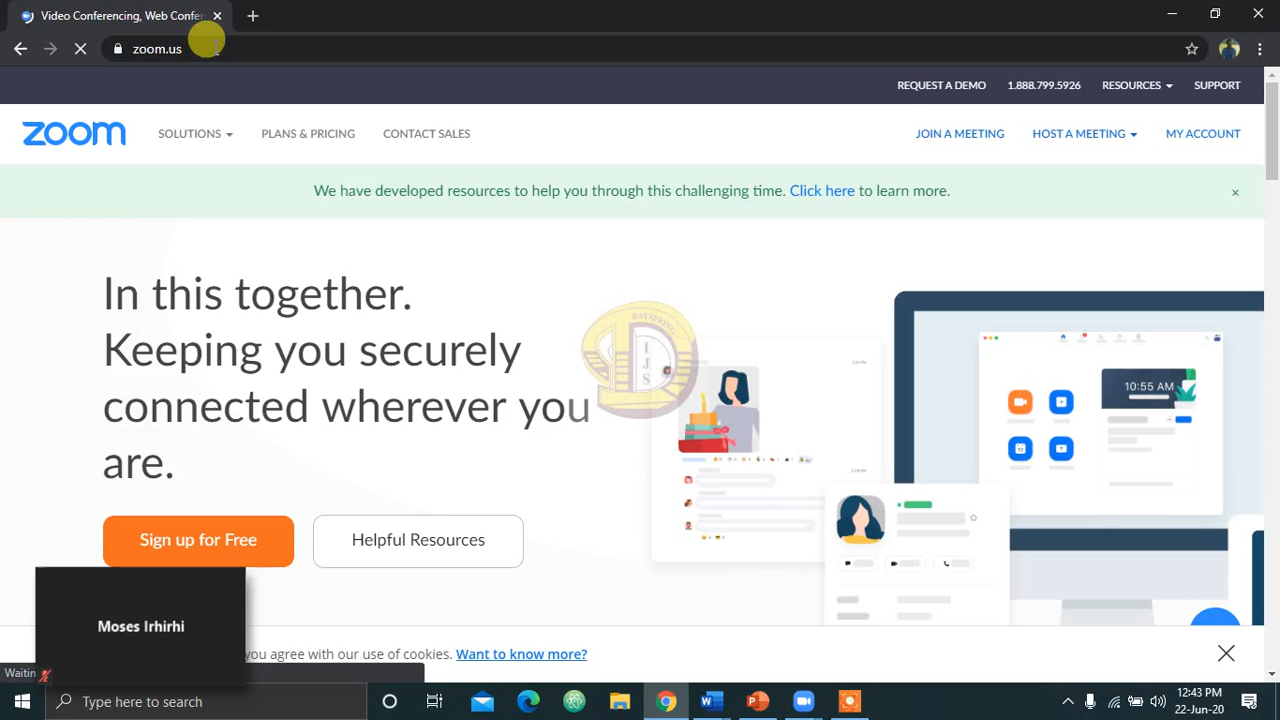 Video Conferencing, Web Confer
zoom.us
REQUEST A DEMO 1.888.799.5926 RESOURCES SUPPORT
zoom SOLUTIONS PLANS & PRICING CONTACT SALES JOIN A MEETING HOST A MEETING MY ACCOUNT
We have developed resources to help you through this challenging time. Click here to learn more.
In this together.
Keeping you securely
connected wherever you
are.
DAYSPRING
I
J
S
10:55 AM
Sign up for Free Helpful Resources
Moses Irhirhi
you agree with our use of cookies. Want to know more?
Waitin
Type here to search
12:43 PM
22-Jun-20